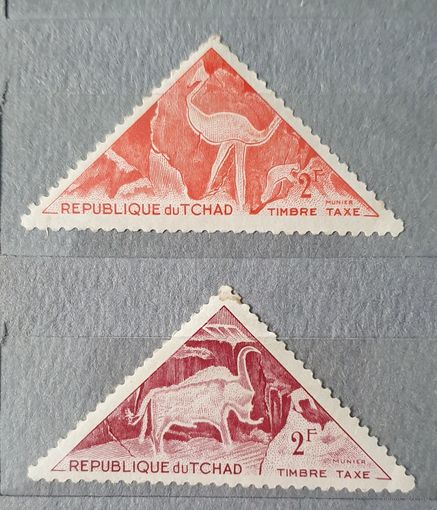 2F
MUNIER
REPUBLIQUE du TCHAD TIMBRE TAXE
2F
MUNIER
REPUBLIQUE du TCHAD TIMBRE TAXE